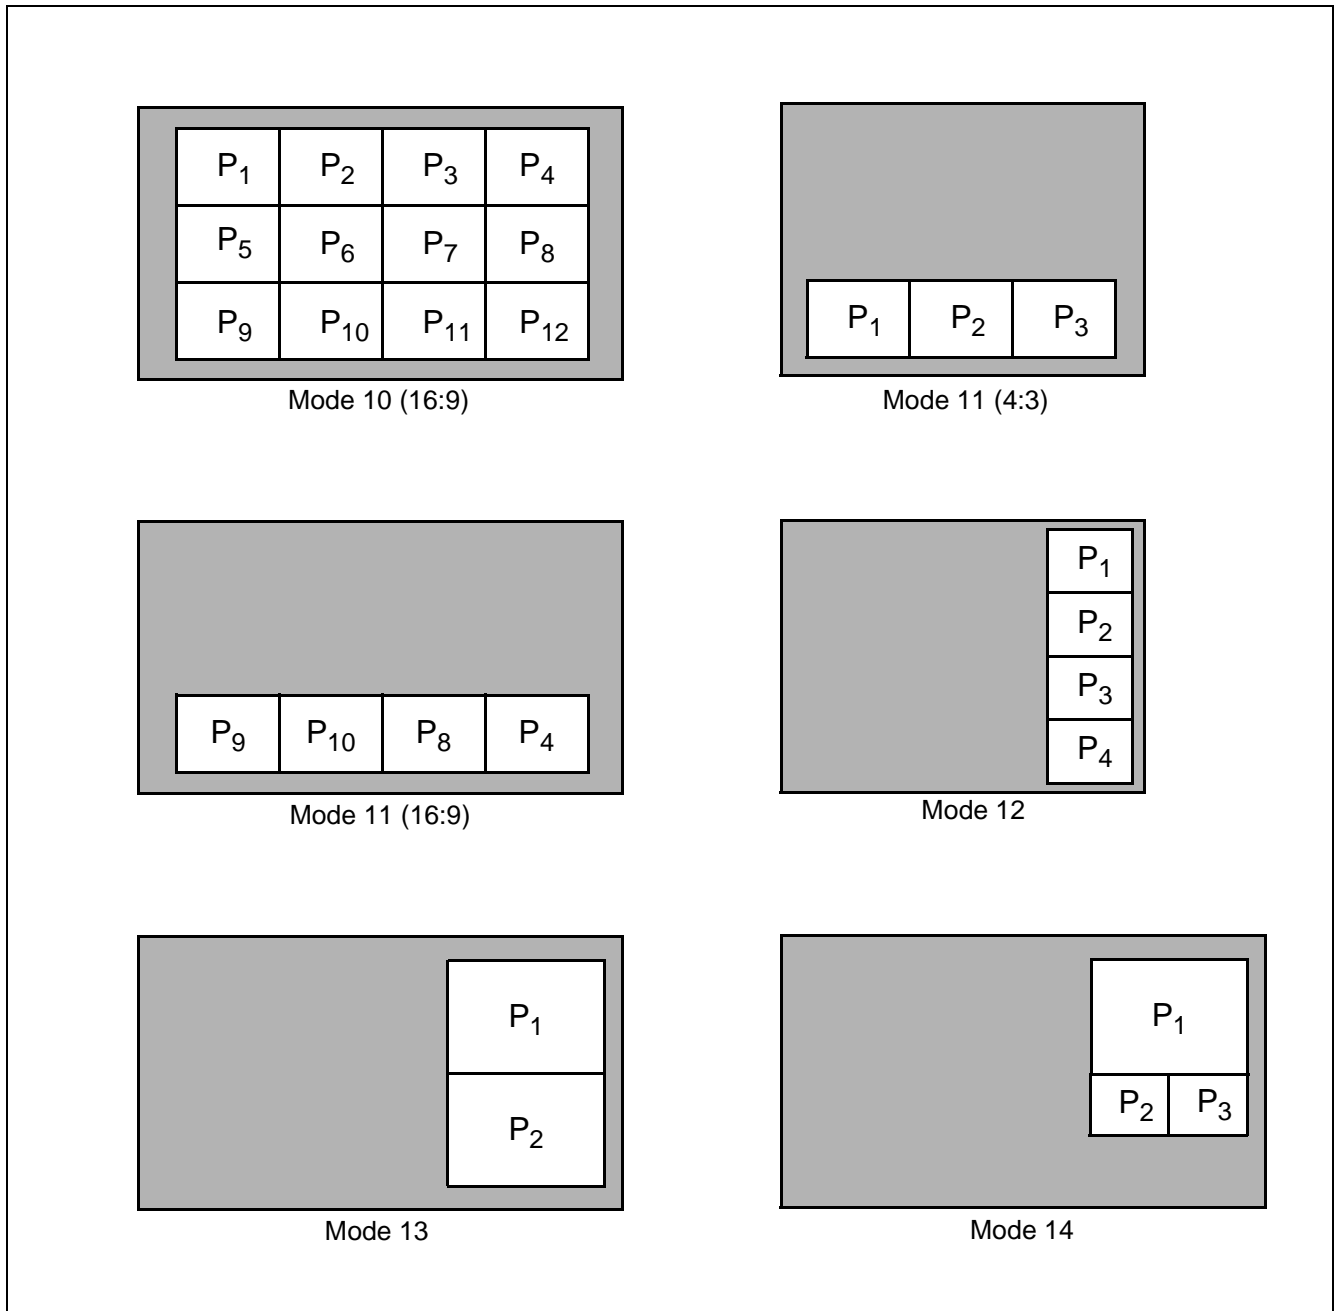 P1 P2 P3 P4
P5 P6 P7 P8
P9 P10 P11 P12
Mode 10 (16:9)
P1 P2 P3
Mode 11 (4:3)
P9 P10 P8 P4
Mode 11 (16:9)
P1
P2
P3
P4
Mode 12
P1
P2
Mode 13
P1
P2 P3
Mode 14